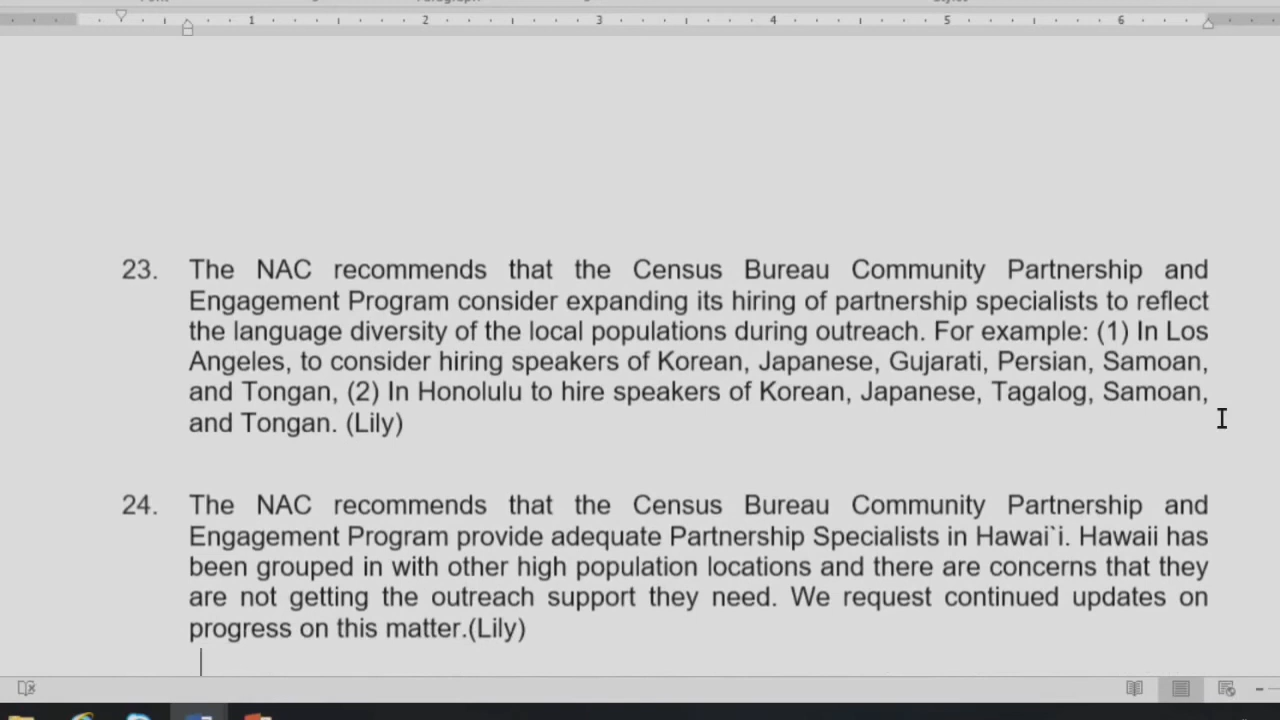 1 2 3 4 5 6
23. The NAC recommends that the Census Bureau Community Partnership and
Engagement Program consider expanding its hiring of partnership specialists to reflect
the language diversity of the local populations during outreach. For example: (1) In Los
Angeles, to consider hiring speakers of Korean, Japanese, Gujarati, Persian, Samoan,
and Tongan, (2) In Honolulu to hire speakers of Korean, Japanese, Tagalog, Samoan,
and Tongan. (Lily)
24. The NAC recommends that the Census Bureau Community Partnership and
Engagement Program provide adequate Partnership Specialists in Hawai`i. Hawaii has
been grouped in with other high population locations and there are concerns that they
are not getting the outreach support they need. We request continued updates on
progress on this matter.(Lily)